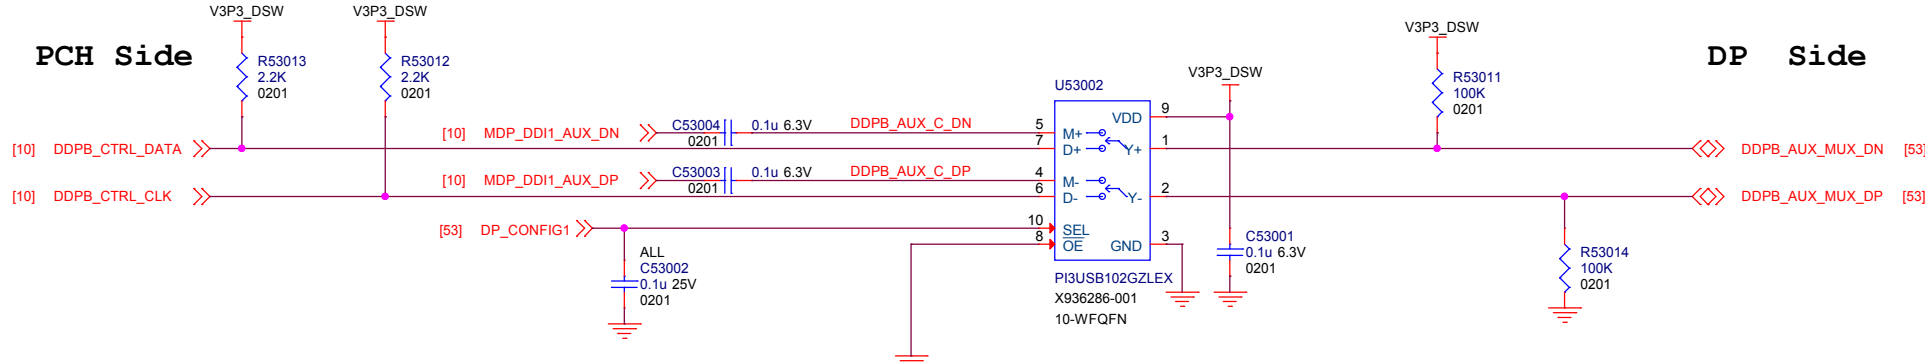 V3P3_DSW
V3P3_DSW
V3P3_DSW
PCH Side
DP Side
R53013
2.2K
0201
R53012
2.2K
0201
V3P3_DSW
R53011
100K
0201
U53002
[10] DDPB_CTRL_DATA
[10] MDP_DDI1_AUX_DN
C53004
0.1u 6.3V
0201
DDPB_AUX_C_DN
[10] DDPB_CTRL_CLK
[10] MDP_DDI1_AUX_DP
C53003
0.1u 6.3V
0201
DDPB_AUX_C_DP
[53] DP_CONFIG1
5 M+
7 D+
4 M-
6 D-
10 SEL
8 OE
VDD 9
Y+ 1
Y- 2
GND 3
DDPB_AUX_MUX_DN [53]
DDPB_AUX_MUX_DP [53]
ALL
C53002
0.1u 25V
0201
PI3USB102GZLEX
X936286-001
10-WFQFN
C53001
0.1u 6.3V
0201
R53014
100K
0201